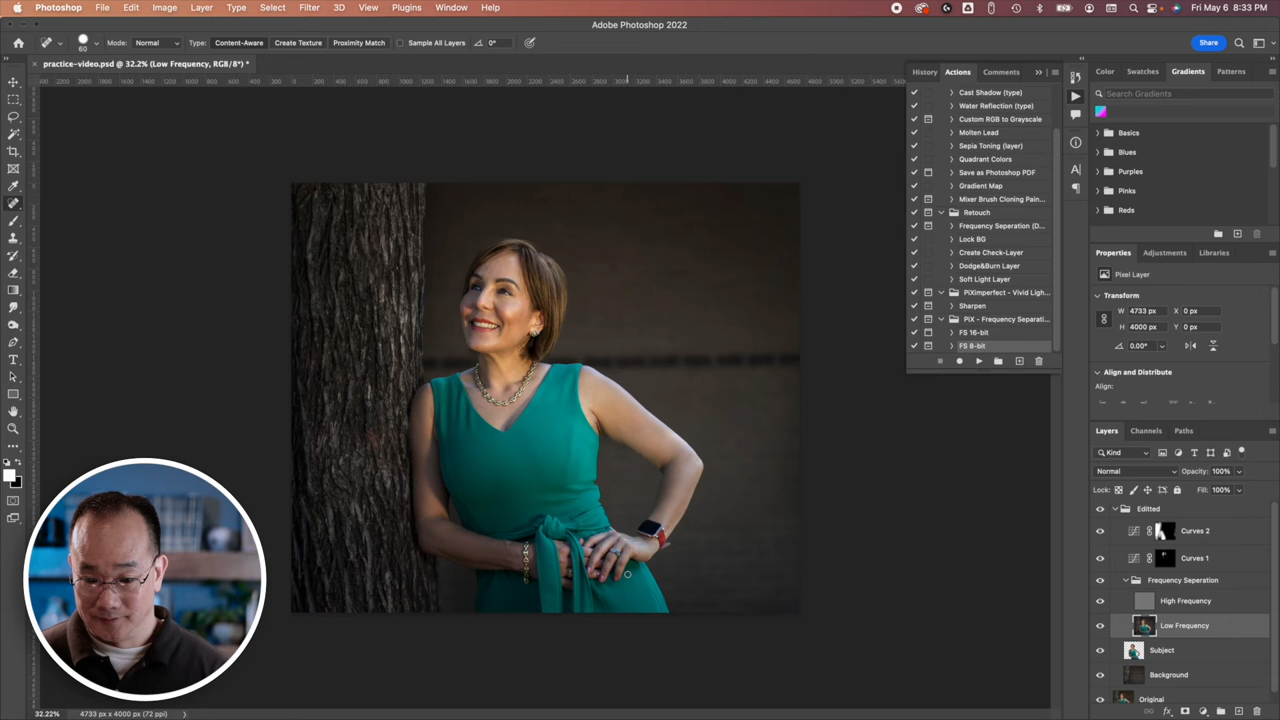 Photoshop File Edit Image Layer Type Select Filter 3D View Plugins Window Help Fri May 6 8:33 PM
Adobe Photoshop 2022
60 Mode: Normal Type: Content-Aware Create Texture Proximity Match Sample All Layers 0° Share
practice-video.psd @ 32.2% (Low Frequency, RGB/8*) *
History Actions Comments
Color Swatches Gradients Patterns
Search Gradients
Cast Shadow (type)
Water Reflection (type)
Custom RGB to Grayscale
Molten Lead
Sepia Toning (layer)
Quadrant Colors
Save as Photoshop PDF
Gradient Map
Mixer Brush Cloning Pain...
Retouch
Frequency Seperation (D...
Lock BG
Create Check-Layer
Dodge&Burn Layer
Soft Light Layer
PiXimperfect - Vivid Ligh...
Sharpen
PiX - Frequency Separati...
FS 16-bit
FS 8-bit
Basics
Blues
Purples
Pinks
Reds
Properties Adjustments Libraries
Pixel Layer
Transform
W 4733 px X 0 px
H 4000 px Y 0 px
0.00°
Align and Distribute
Align:
Layers Channels Paths
Kind
Normal Opacity: 100%
Lock: Fill: 100%
Editted
Curves 2
Curves 1
Frequency Seperation
High Frequency
Low Frequency
Subject
Background
Original
32.22% 4733 px x 4000 px (72 ppi)